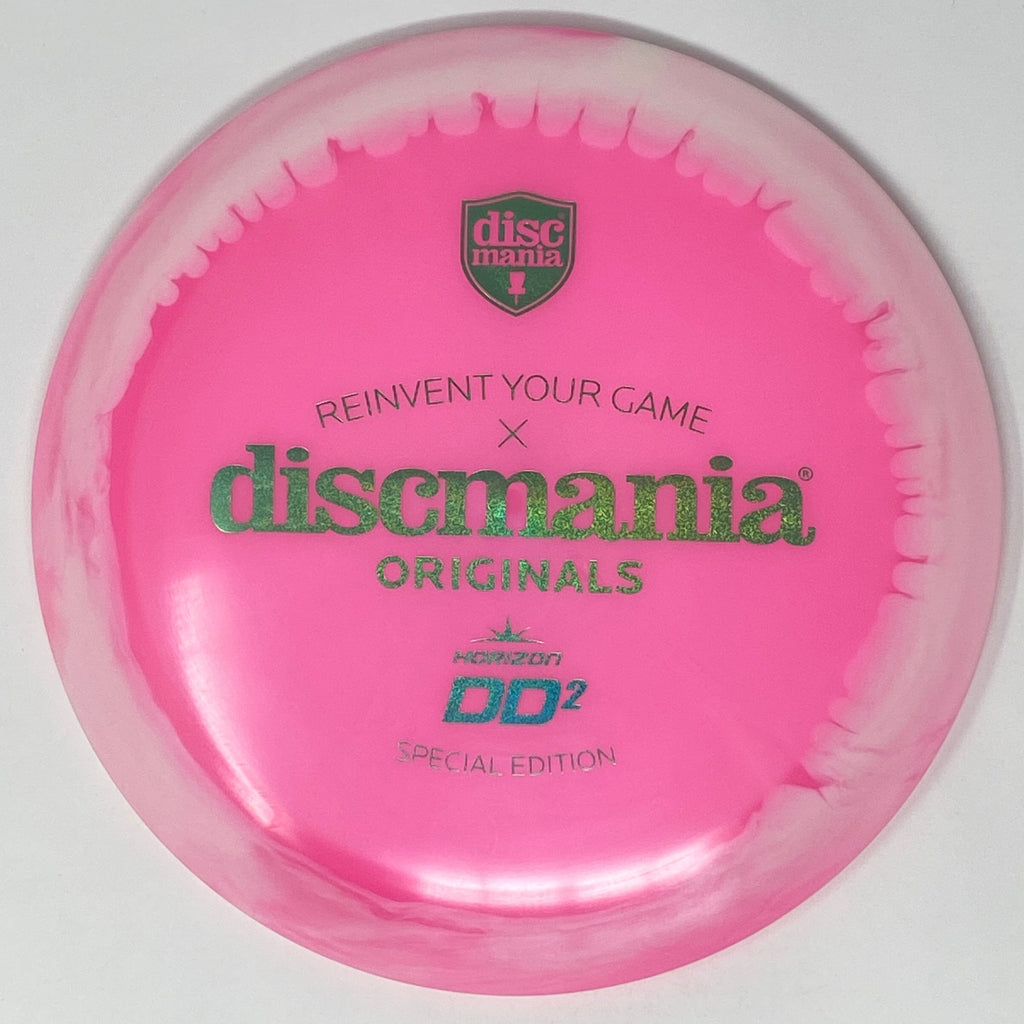 disc®
mania
REINVENT YOUR GAME
X
discmania®
ORIGINALS
HORIZON
DD²
SPECIAL EDITION